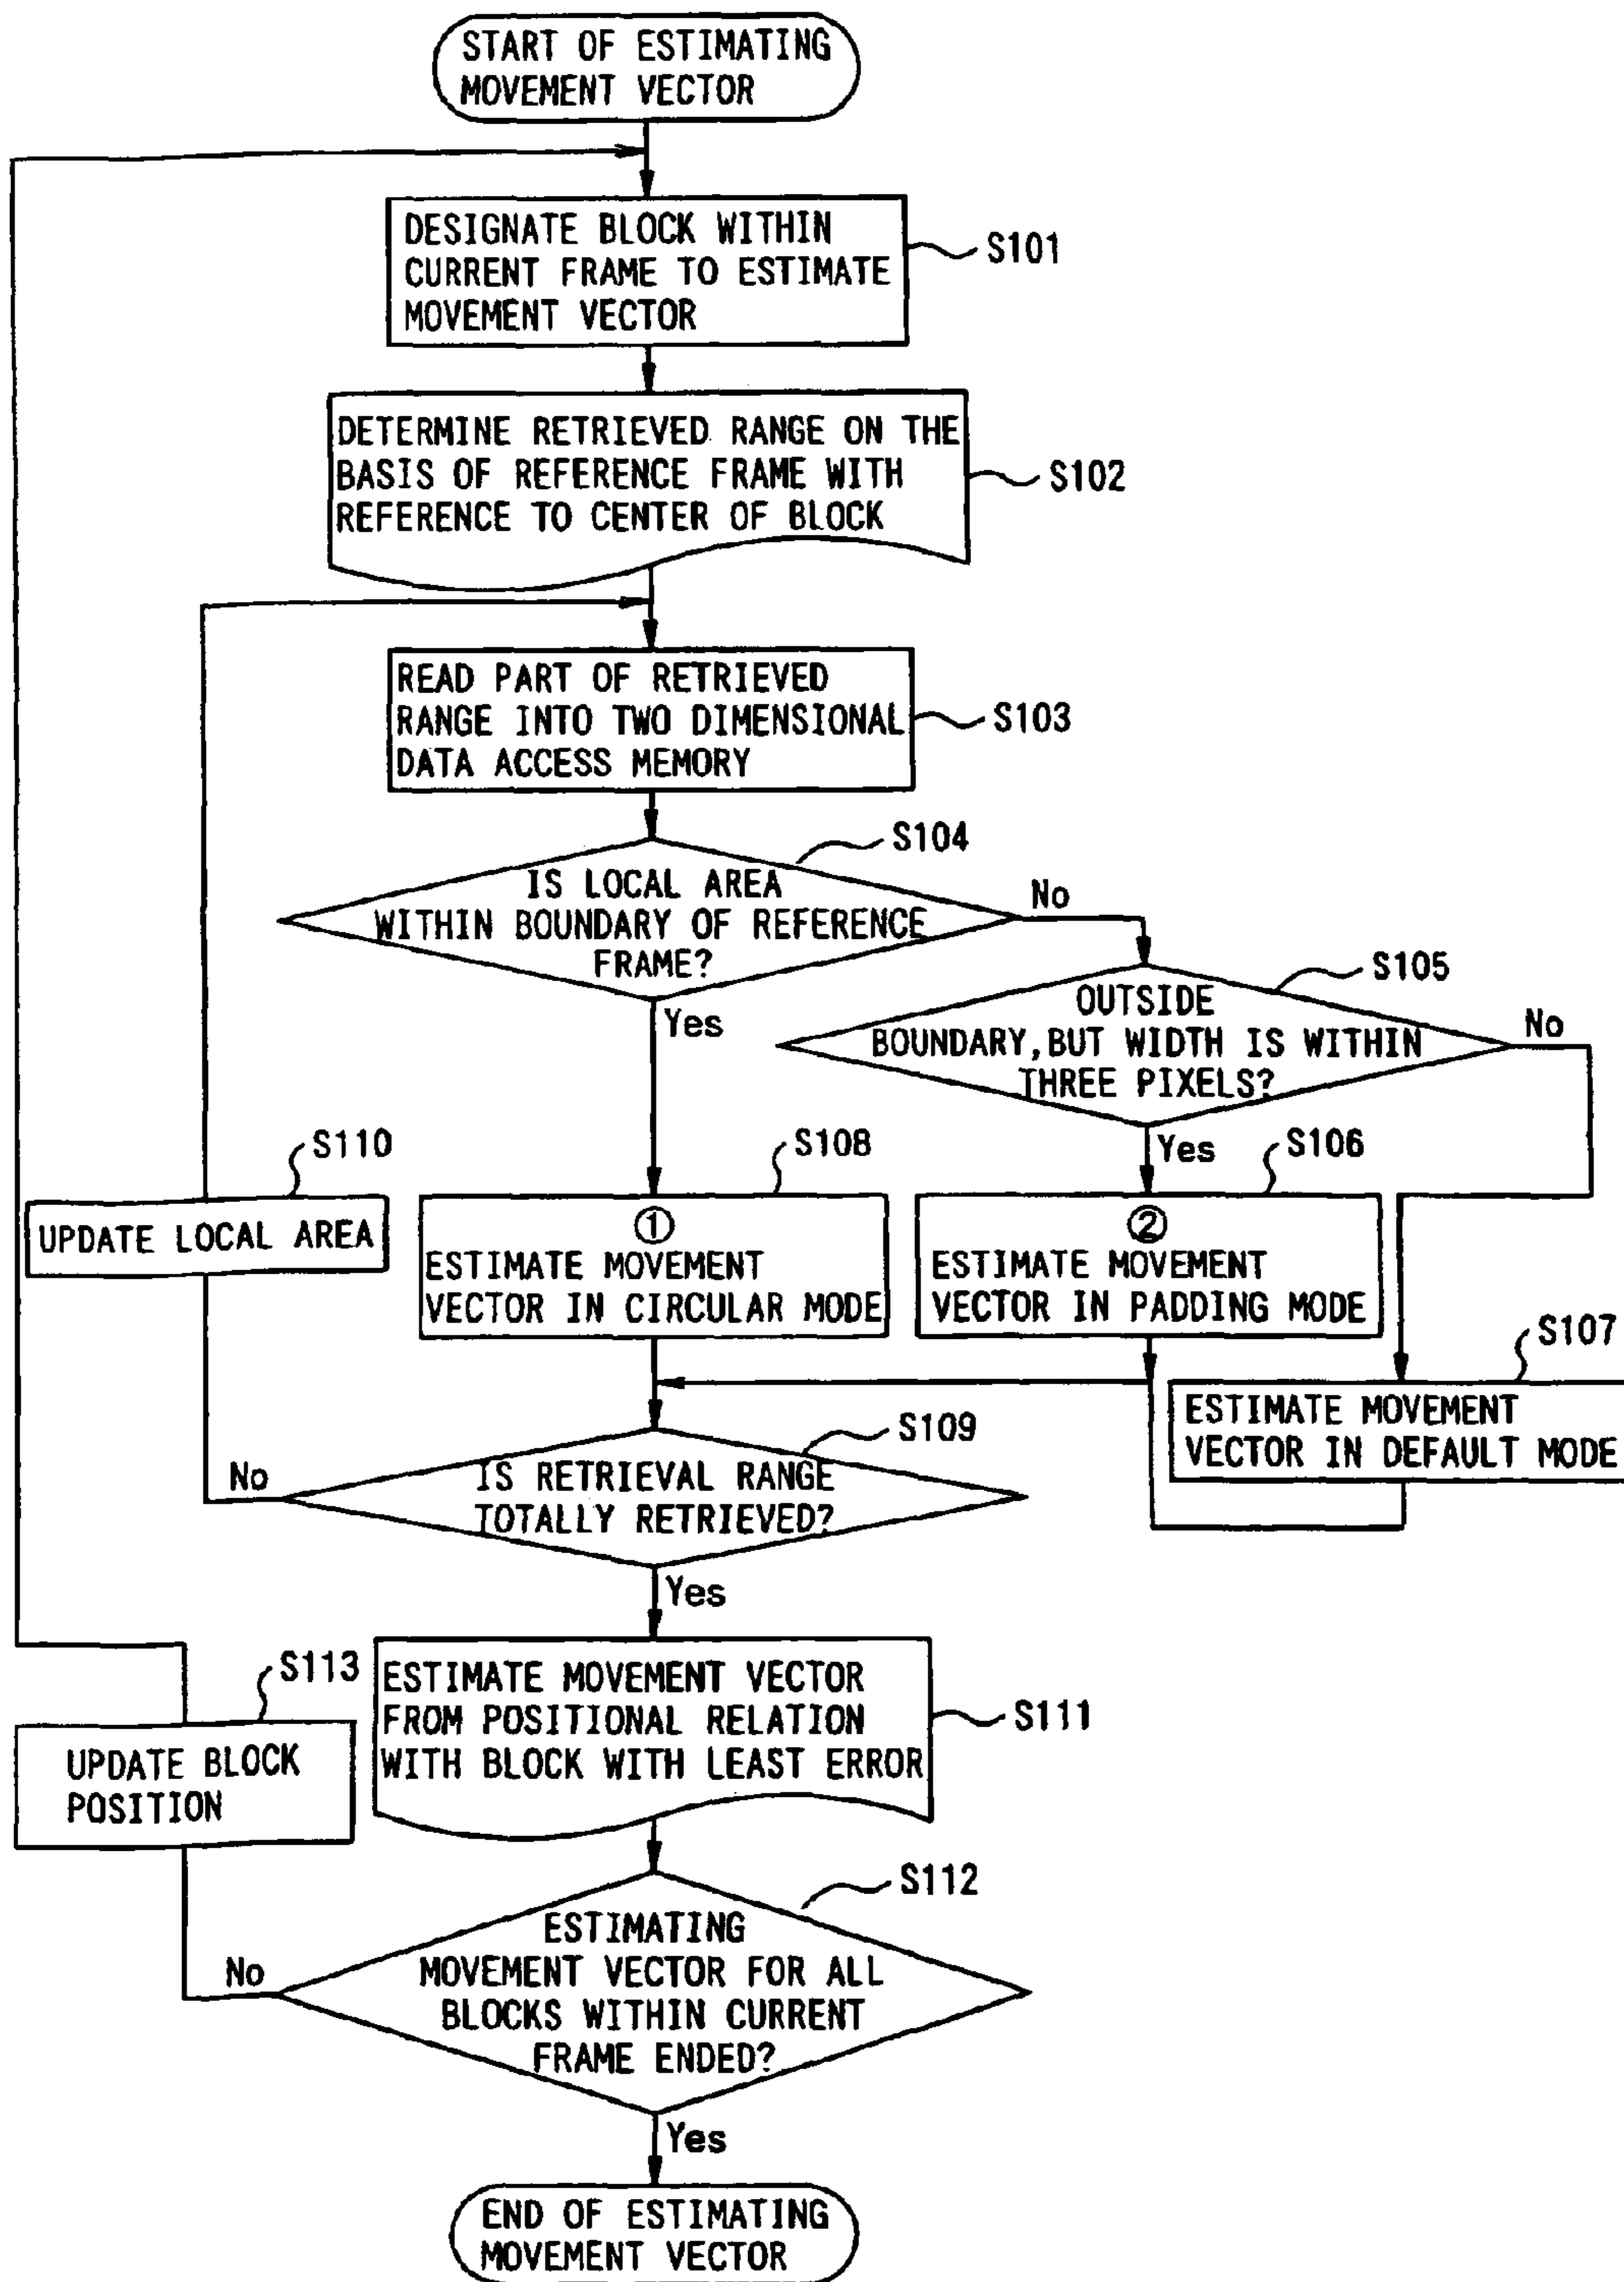 START OF ESTIMATING
MOVEMENT VECTOR
DESIGNATE BLOCK WITHIN
CURRENT FRAME TO ESTIMATE
MOVEMENT VECTOR
S101
DETERMINE RETRIEVED RANGE ON THE
BASIS OF REFERENCE FRAME WITH
REFERENCE TO CENTER OF BLOCK
S102
READ PART OF RETRIEVED
RANGE INTO TWO DIMENSIONAL
DATA ACCESS MEMORY
S103
S104
IS LOCAL AREA
WITHIN BOUNDARY OF REFERENCE
FRAME?
No
Yes
S105
OUTSIDE
BOUNDARY, BUT WIDTH IS WITHIN
THREE PIXELS?
No
Yes
S110
UPDATE LOCAL AREA
S108
①
ESTIMATE MOVEMENT
VECTOR IN CIRCULAR MODE
S106
②
ESTIMATE MOVEMENT
VECTOR IN PADDING MODE
S107
ESTIMATE MOVEMENT
VECTOR IN DEFAULT MODE
S109
IS RETRIEVAL RANGE
TOTALLY RETRIEVED?
No
Yes
S113
UPDATE BLOCK
POSITION
ESTIMATE MOVEMENT VECTOR
FROM POSITIONAL RELATION
WITH BLOCK WITH LEAST ERROR
S111
S112
ESTIMATING
MOVEMENT VECTOR FOR ALL
BLOCKS WITHIN CURRENT
FRAME ENDED?
No
Yes
END OF ESTIMATING
MOVEMENT VECTOR